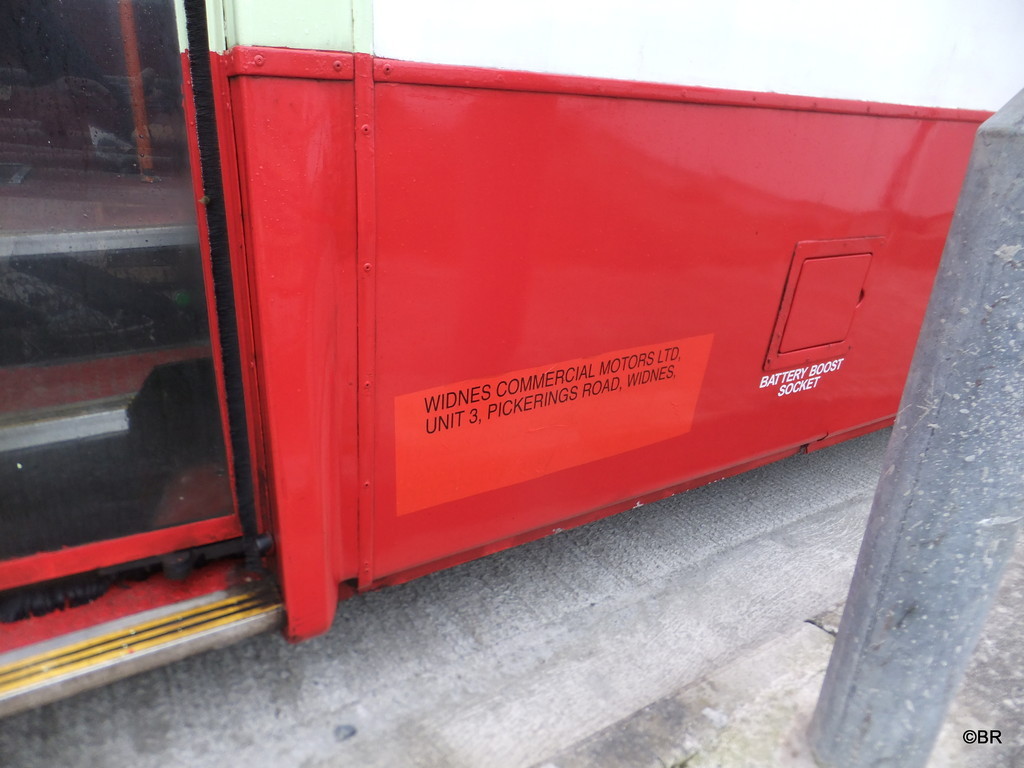 WIDNES COMMERCIAL MOTORS LTD,
UNIT 3, PICKERINGS ROAD, WIDNES,
BATTERY BOOST
SOCKET
©BR